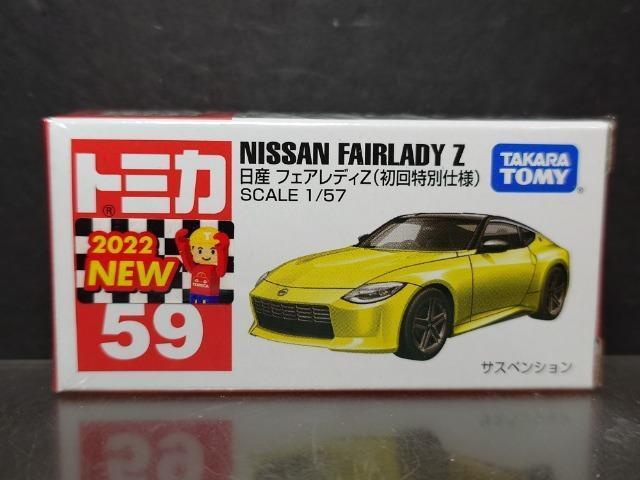 トミカ
®
2022
NEW
T
TOMICA
59
NISSAN FAIRLADY Z
日産 フェアレディZ(初回特別仕様)
SCALE 1/57
TAKARA
TOMY
®
サスペンション